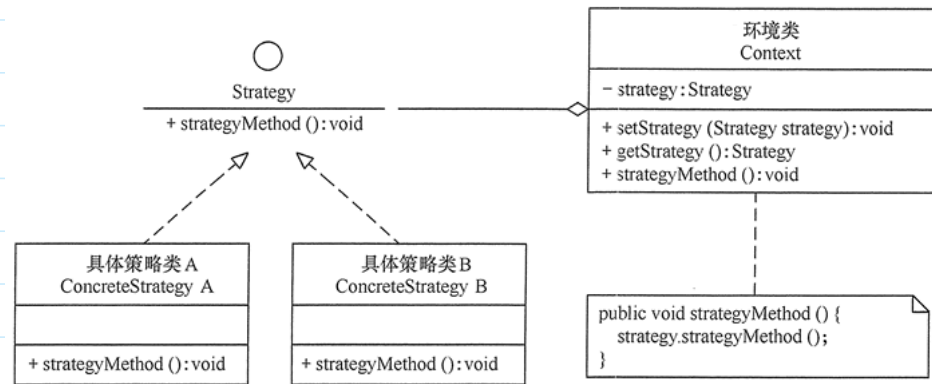 Strategy
+ strategyMethod ( ) : void
环境类
Context
− strategy : Strategy
+ setStrategy (Strategy strategy) : void
+ getStrategy ( ) : Strategy
+ strategyMethod ( ) : void
具体策略类 A
ConcreteStrategy A
+ strategyMethod ( ) : void
具体策略类 B
ConcreteStrategy B
+ strategyMethod ( ) : void
public void strategyMethod ( ) {
strategy.strategyMethod ( );
}